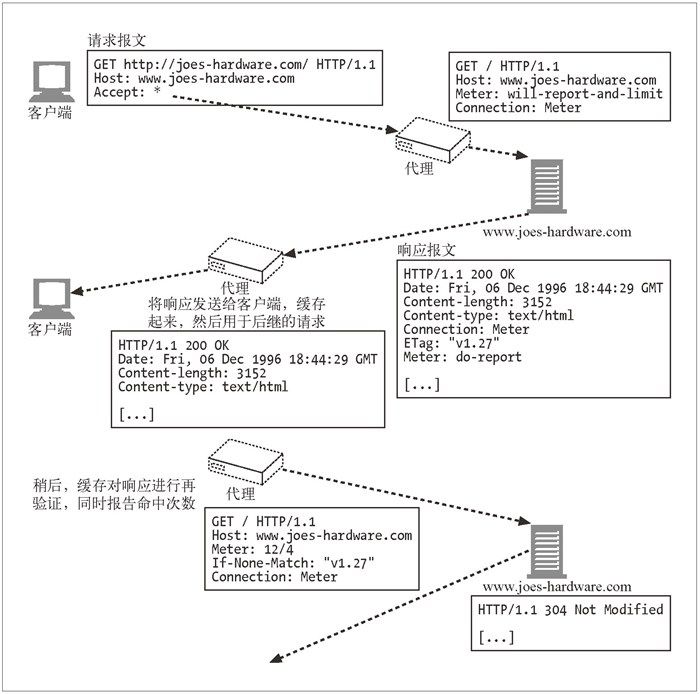 请求报文
GET http://joes-hardware.com/ HTTP/1.1
Host: www.joes-hardware.com
Accept: *
客户端
GET / HTTP/1.1
Host: www.joes-hardware.com
Meter: will-report-and-limit
Connection: Meter
代理
www.joes-hardware.com
响应报文
HTTP/1.1 200 OK
Date: Fri, 06 Dec 1996 18:44:29 GMT
Content-length: 3152
Content-type: text/html
Connection: Meter
ETag: "v1.27"
Meter: do-report
[...]
代理
将响应发送给客户端，缓存
起来，然后用于后继的请求
客户端
HTTP/1.1 200 OK
Date: Fri, 06 Dec 1996 18:44:29 GMT
Content-length: 3152
Content-type: text/html
[...]
稍后，缓存对响应进行再
验证，同时报告命中次数
代理
GET / HTTP/1.1
Host: www.joes-hardware.com
Meter: 12/4
If-None-Match: "v1.27"
Connection: Meter
www.joes-hardware.com
HTTP/1.1 304 Not Modified
[...]